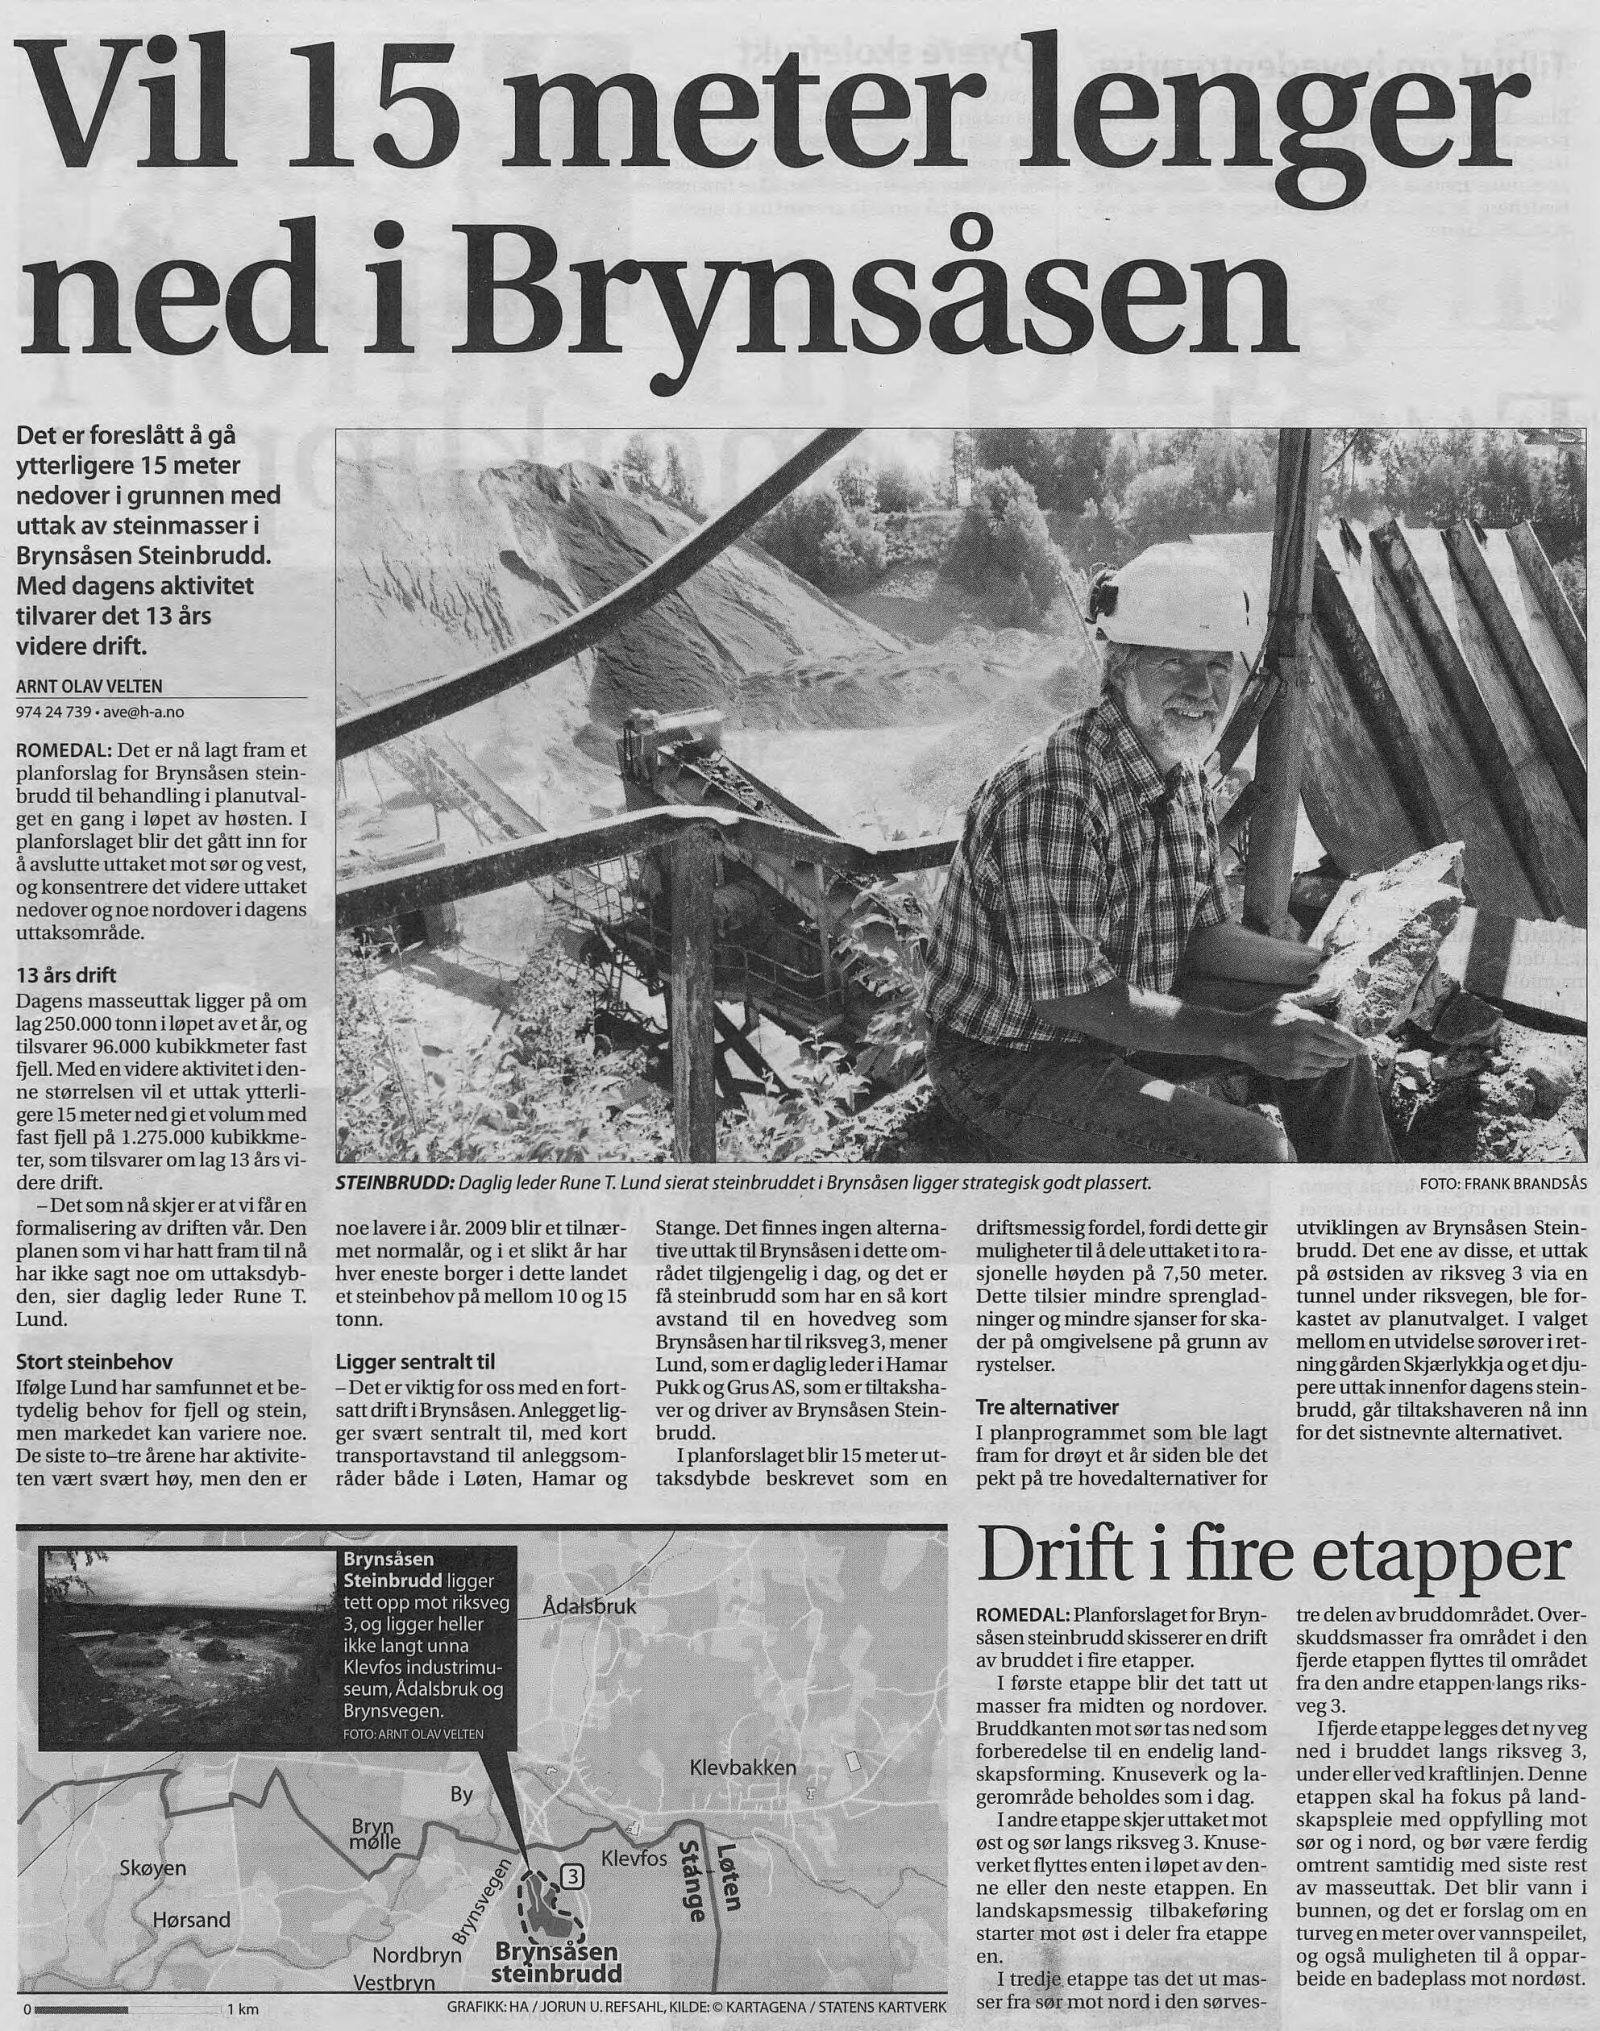 Vil 15 meter lenger
ned i Brynsåsen
Det er foreslått å gå
ytterligere 15 meter
nedover i grunnen med
uttak av steinmasser i
Brynsåsen Steinbrudd.
Med dagens aktivitet
tilvarer det 13 års
videre drift.
ARNT OLAV VELTEN
974 24 739 • ave@h-a.no
ROMEDAL: Det er nå lagt fram et
planforslag for Brynsåsen stein-
brudd til behandling i planutval-
get en gang i løpet av høsten. I
planforslaget blir det gått inn for
å avslutte uttaket mot sør og vest,
og konsentrere det videre uttaket
nedover og noe nordover i dagens
uttaksområde.
13 års drift
Dagens masseuttak ligger på om
lag 250.000 tonn i løpet av et år, og
tilsvarer 96.000 kubikkmeter fast
fjell. Med en videre aktivitet i den-
ne størrelsen vil et uttak ytterli-
gere 15 meter ned gi et volum med
fast fjell på 1.275.000 kubikkme-
ter, som tilsvarer om lag 13 års vi-
dere drift.
– Det som nå skjer er at vi får en
formalisering av driften vår. Den
planen som vi har hatt fram til nå
har ikke sagt noe om uttaksdyb-
den, sier daglig leder Rune T.
Lund.
Stort steinbehov
Ifølge Lund har samfunnet et be-
tydelig behov for fjell og stein,
men markedet kan variere noe.
De siste to–tre årene har aktivite-
ten vært svært høy, men den er
STEINBRUDD: Daglig leder Rune T. Lund sierat steinbruddet i Brynsåsen ligger strategisk godt plassert.
FOTO: FRANK BRANDSÅS
noe lavere i år. 2009 blir et tilnær-
met normalår, og i et slikt år har
hver eneste borger i dette landet
et steinbehov på mellom 10 og 15
tonn.
Ligger sentralt til
– Det er viktig for oss med en fort-
satt drift i Brynsåsen. Anlegget lig-
ger svært sentralt til, med kort
transportavstand til anleggsom-
råder både i Løten, Hamar og
Stange. Det finnes ingen alterna-
tive uttak til Brynsåsen i dette om-
rådet tilgjengelig i dag, og det er
få steinbrudd som har en så kort
avstand til en hovedveg som
Brynsåsen har til riksveg 3, mener
Lund, som er daglig leder i Hamar
Pukk og Grus AS, som er tiltaksha-
ver og driver av Brynsåsen Stein-
brudd.
I planforslaget blir 15 meter ut-
taksdybde beskrevet som en
driftsmessig fordel, fordi dette gir
muligheter til å dele uttaket i to ra-
sjonelle høyden på 7,50 meter.
Dette tilsier mindre sprenglad-
ninger og mindre sjanser for ska-
der på omgivelsene på grunn av
rystelser.
Tre alternativer
I planprogrammet som ble lagt
fram for drøyt et år siden ble det
pekt på tre hovedalternativer for
utviklingen av Brynsåsen Stein-
brudd. Det ene av disse, et uttak
på østsiden av riksveg 3 via en
tunnel under riksvegen, ble for-
kastet av planutvalget. I valget
mellom en utvidelse sørover i ret-
ning gården Skjærlykkja og et dju-
pere uttak innenfor dagens stein-
brudd, går tiltakshaveren nå inn
for det sistnevnte alternativet.
Brynsåsen
Steinbrudd ligger
tett opp mot riksveg
3, og ligger heller
ikke langt unna
Klevfos industrimu-
seum, Ådalsbruk og
Brynsvegen.
FOTO: ARNT OLAV VELTEN
Ådalsbruk
Klevbakken
By
Bryn
mølle
Skøyen
Klevfos
Stange
Løten
3
Brynsvegen
Hørsand
Nordbryn
Vestbryn
Brynsåsen
steinbrudd
0 1 km
GRAFIKK: HA / JORUN U. REFSAHL, KILDE: © KARTAGENA / STATENS KARTVERK
Drift i fire etapper
ROMEDAL: Planforslaget for Bryn-
såsen steinbrudd skisserer en drift
av bruddet i fire etapper.
I første etappe blir det tatt ut
masser fra midten og nordover.
Bruddkanten mot sør tas ned som
forberedelse til en endelig land-
skapsforming. Knuseverk og la-
gerområde beholdes som i dag.
I andre etappe skjer uttaket mot
øst og sør langs riksveg 3. Knuse-
verket flyttes enten i løpet av den-
ne eller den neste etappen. En
landskapsmessig tilbakeføring
starter mot øst i deler fra etappe
en.
I tredje etappe tas det ut mas-
ser fra sør mot nord i den sørves-
tre delen av bruddområdet. Over-
skuddsmasser fra området i den
fjerde etappen flyttes til området
fra den andre etappen langs riks-
veg 3.
I fjerde etappe legges det ny veg
ned i bruddet langs riksveg 3,
under eller ved kraftlinjen. Denne
etappen skal ha fokus på land-
skapspleie med oppfylling mot
sør og i nord, og bør være ferdig
omtrent samtidig med siste rest
av masseuttak. Det blir vann i
bunnen, og det er forslag om en
turveg en meter over vannspeilet,
og også muligheten til å oppar-
beide en badeplass mot nordøst.